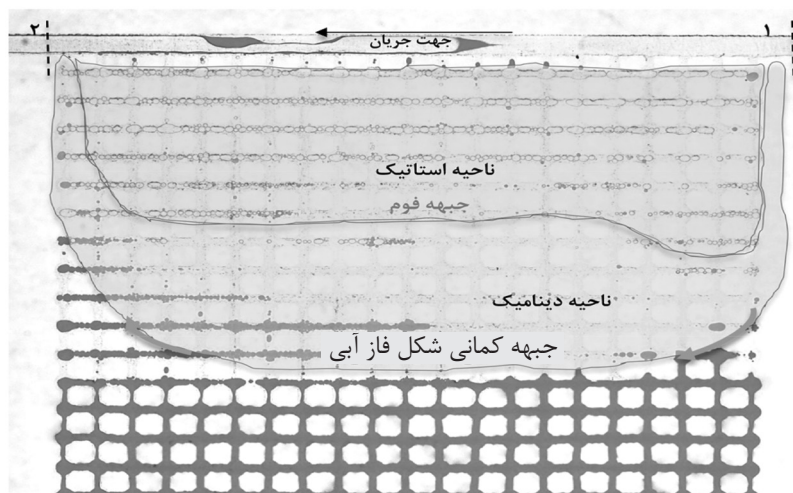 ۱
جهت جریان
۲
ناحیه استاتیک
جبهه فوم
ناحیه دینامیک
جبهه کمانی شکل فاز آبی